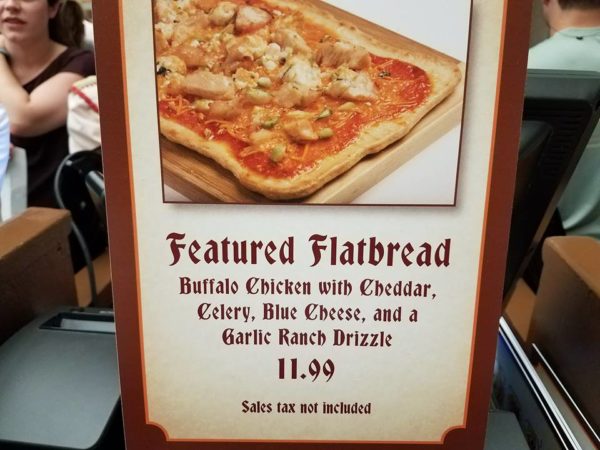 Featured Flatbread
Buffalo Chicken with Cheddar,
Celery, Blue Cheese, and a
Garlic Ranch Drizzle
11.99
Sales tax not included